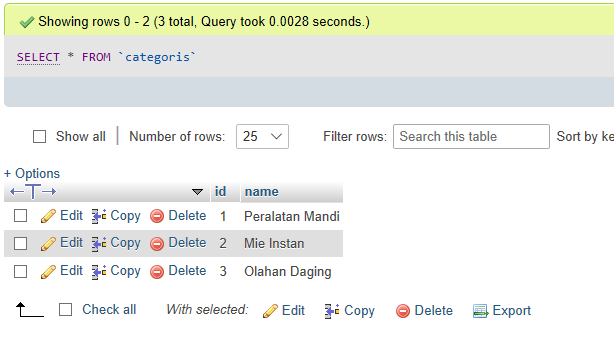 Showing rows 0 - 2 (3 total, Query took 0.0028 seconds.)
SELECT * FROM `categoris`
Show all | Number of rows: 25 Filter rows: Search this table Sort by ke
+ Options
←T→ id name
Edit Copy Delete 1 Peralatan Mandi
Edit Copy Delete 2 Mie Instan
Edit Copy Delete 3 Olahan Daging
Check all With selected: Edit Copy Delete Export